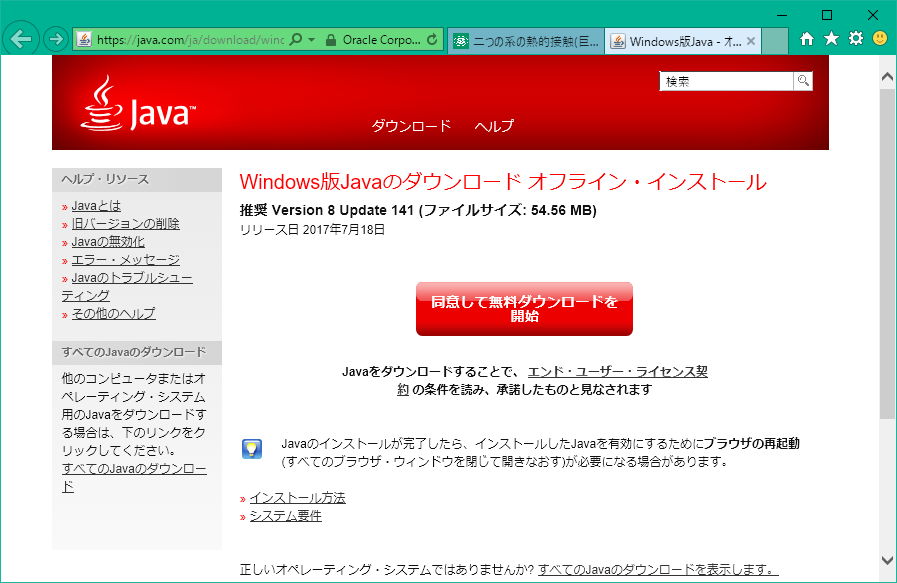 https://java.com/ja/download/winc
Oracle Corpo...
二つの系の熱的接触(巨...
Windows版Java - オ...
Java™
検索
ダウンロード ヘルプ
ヘルプ・リソース
» Javaとは
» 旧バージョンの削除
» Javaの無効化
» エラー・メッセージ
» Javaのトラブルシュー
ティング
» その他のヘルプ
すべてのJavaのダウンロード
他のコンピュータまたはオ
ペレーティング・システム
用のJavaをダウンロードす
る場合は、下のリンクをク
リックしてください。
すべてのJavaのダウンロー
ド
Windows版Javaのダウンロード オフライン・インストール
推奨 Version 8 Update 141 (ファイルサイズ: 54.56 MB)
リリース日 2017年7月18日
同意して無料ダウンロードを
開始
Javaをダウンロードすることで、 エンド・ユーザー・ライセンス契
約 の条件を読み、承諾したものと見なされます
Javaのインストールが完了したら、インストールしたJavaを有効にするためにブラウザの再起動
(すべてのブラウザ・ウィンドウを閉じて開きなおす)が必要になる場合があります。
» インストール方法
» システム要件
正しいオペレーティング・システムではありませんか? すべてのJavaのダウンロードを表示します。